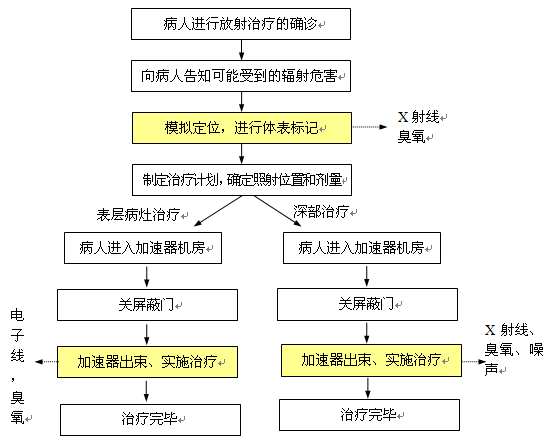 病人进行放射治疗的确诊
向病人告知可能受到的辐射危害
模拟定位，进行体表标记
X 射线
臭氧
制定治疗计划，确定照射位置和剂量
表层病灶治疗
深部治疗
病人进入加速器机房
病人进入加速器机房
关屏蔽门
关屏蔽门
电
子
线
，臭
氧
加速器出束、实施治疗
加速器出束、实施治疗
X 射线、
臭氧、噪
声
治疗完毕
治疗完毕